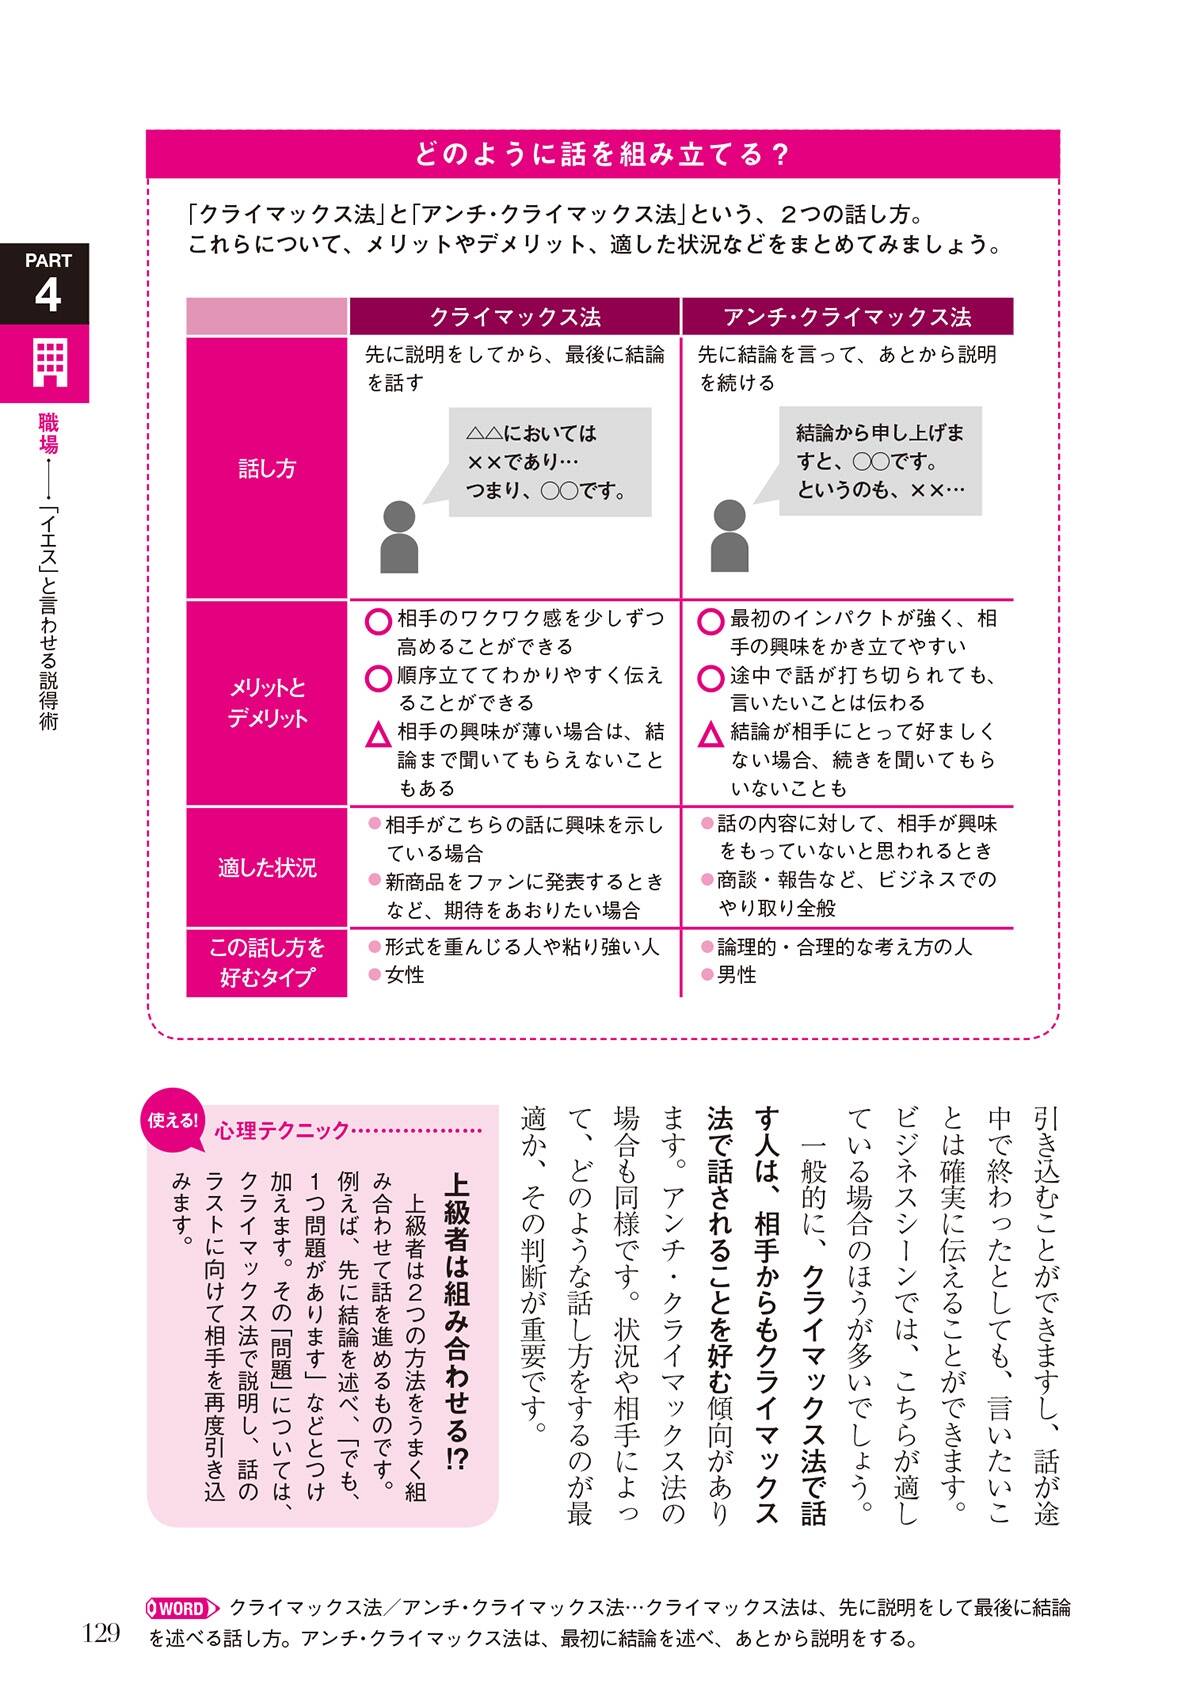 どのように話を組み立てる？
「クライマックス法」と「アンチ・クライマックス法」という、２つの話し方。
これらについて、メリットやデメリット、適した状況などをまとめてみましょう。
PART
4
職場――「イエス」と言わせる説得術
クライマックス法
アンチ・クライマックス法
話し方
先に説明をしてから、最後に結論
を話す
△△においては
××であり…
つまり、○○です。
先に結論を言って、あとから説明
を続ける
結論から申し上げま
すと、○○です。
というのも、××…
メリットと
デメリット
○相手のワクワク感を少しずつ
高めることができる
○順序立ててわかりやすく伝え
ることができる
△相手の興味が薄い場合は、結
論まで聞いてもらえないこと
もある
○最初のインパクトが強く、相
手の興味をかき立てやすい
○途中で話が打ち切られても、
言いたいことは伝わる
△結論が相手にとって好ましく
ない場合、続きを聞いてもら
いないことも
適した状況
●相手がこちらの話に興味を示し
ている場合
●新商品をファンに発表するとき
など、期待をあおりたい場合
●話の内容に対して、相手が興味
をもっていないと思われるとき
●商談・報告など、ビジネスでの
やり取り全般
この話し方を
好むタイプ
●形式を重んじる人や粘り強い人
●女性
●論理的・合理的な考え方の人
●男性
引き込むことができますし、話が途
中で終わったとしても、言いたいこ
とは確実に伝えることができます。
ビジネスシーンでは、こちらが適し
ている場合のほうが多いでしょう。
一般的に、クライマックス法で話
す人は、相手からもクライマックス
法で話されることを好む傾向があり
ます。アンチ・クライマックス法の
場合も同様です。状況や相手によっ
て、どのような話し方をするのが最
適か、その判断が重要です。
使える!
心理テクニック………………
上級者は組み合わせる!?
上級者は２つの方法をうまく組
み合わせて話を進めるものです。
例えば、先に結論を述べ、「でも、
１つ問題があります」などとつけ
加えます。その「問題」については、
クライマックス法で説明し、話の
ラストに向けて相手を再度引き込
みます。
WORD クライマックス法／アンチ・クライマックス法…クライマックス法は、先に説明をして最後に結論
を述べる話し方。アンチ・クライマックス法は、最初に結論を述べ、あとから説明をする。
129